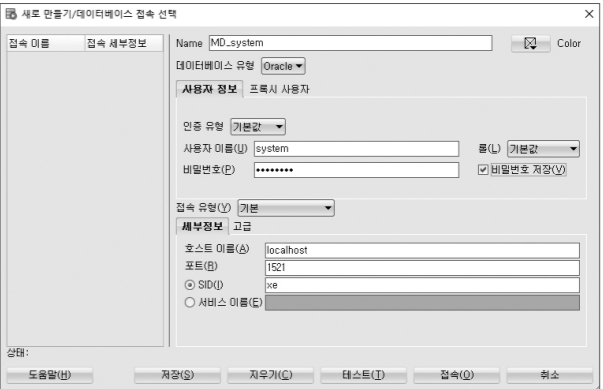 새로 만들기/데이터베이스 접속 선택
접속 이름 접속 세부정보
Name MD_system Color
데이터베이스 유형 Oracle
사용자 정보 프록시 사용자
인증 유형 기본값
사용자 이름(U) system 롤(L) 기본값
비밀번호(P) •••••••• 비밀번호 저장(V)
접속 유형(Y) 기본
세부정보 고급
호스트 이름(A) localhost
포트(R) 1521
SID(I) xe
서비스 이름(E)
상태:
도움말(H) 저장(S) 지우기(C) 테스트(T) 접속(O) 취소